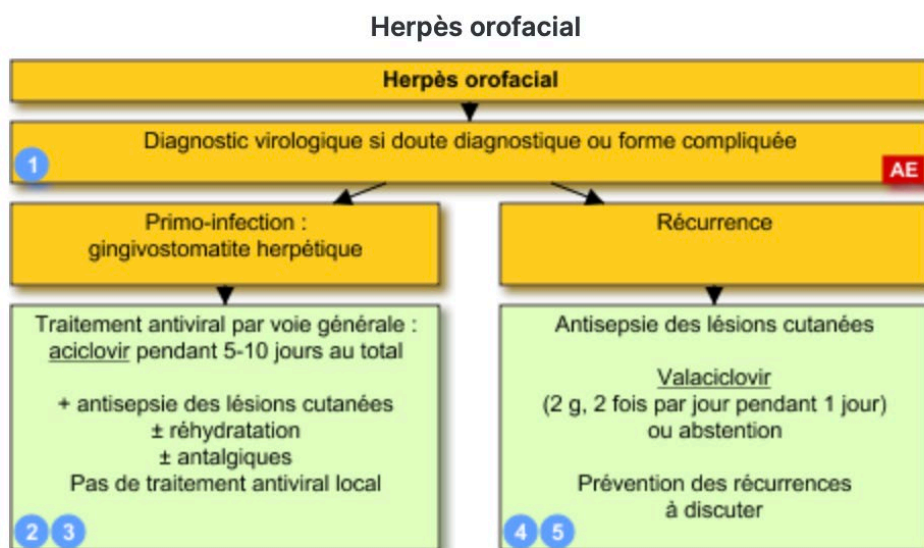 Herpès orofacial
Herpès orofacial
Diagnostic virologique si doute diagnostique ou forme compliquée
1
AE
Primo-infection :
gingivostomatite herpétique
Récurrence
Traitement antiviral par voie générale :
aciclovir pendant 5-10 jours au total
+ antisepsie des lésions cutanées
± réhydratation
± antalgiques
Pas de traitement antiviral local
2 3
Antisepsie des lésions cutanées
Valaciclovir
(2 g, 2 fois par jour pendant 1 jour)
ou abstention
Prévention des récurrences
à discuter
4 5